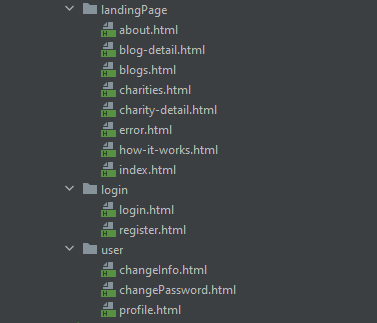 landingPage
about.html
blog-detail.html
blogs.html
charities.html
charity-detail.html
error.html
how-it-works.html
index.html
login
login.html
register.html
user
changeInfo.html
changePassword.html
profile.html